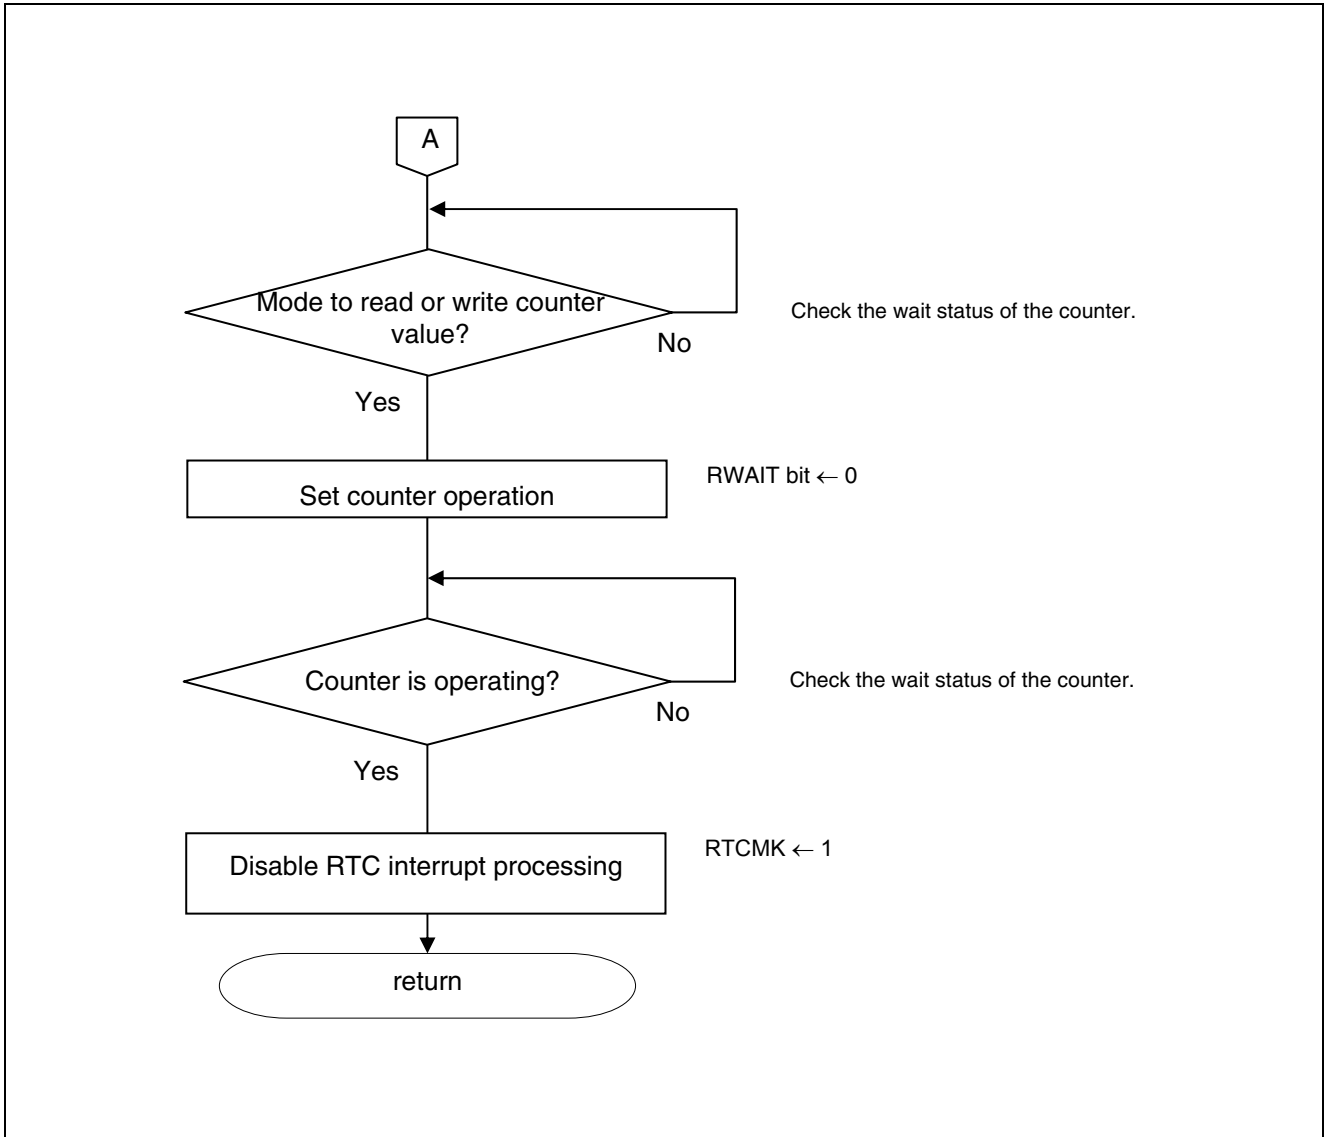 A
Mode to read or write counter
value?
Check the wait status of the counter.
No
Yes
Set counter operation
RWAIT bit ← 0
Counter is operating?
Check the wait status of the counter.
No
Yes
Disable RTC interrupt processing
RTCMK ← 1
return